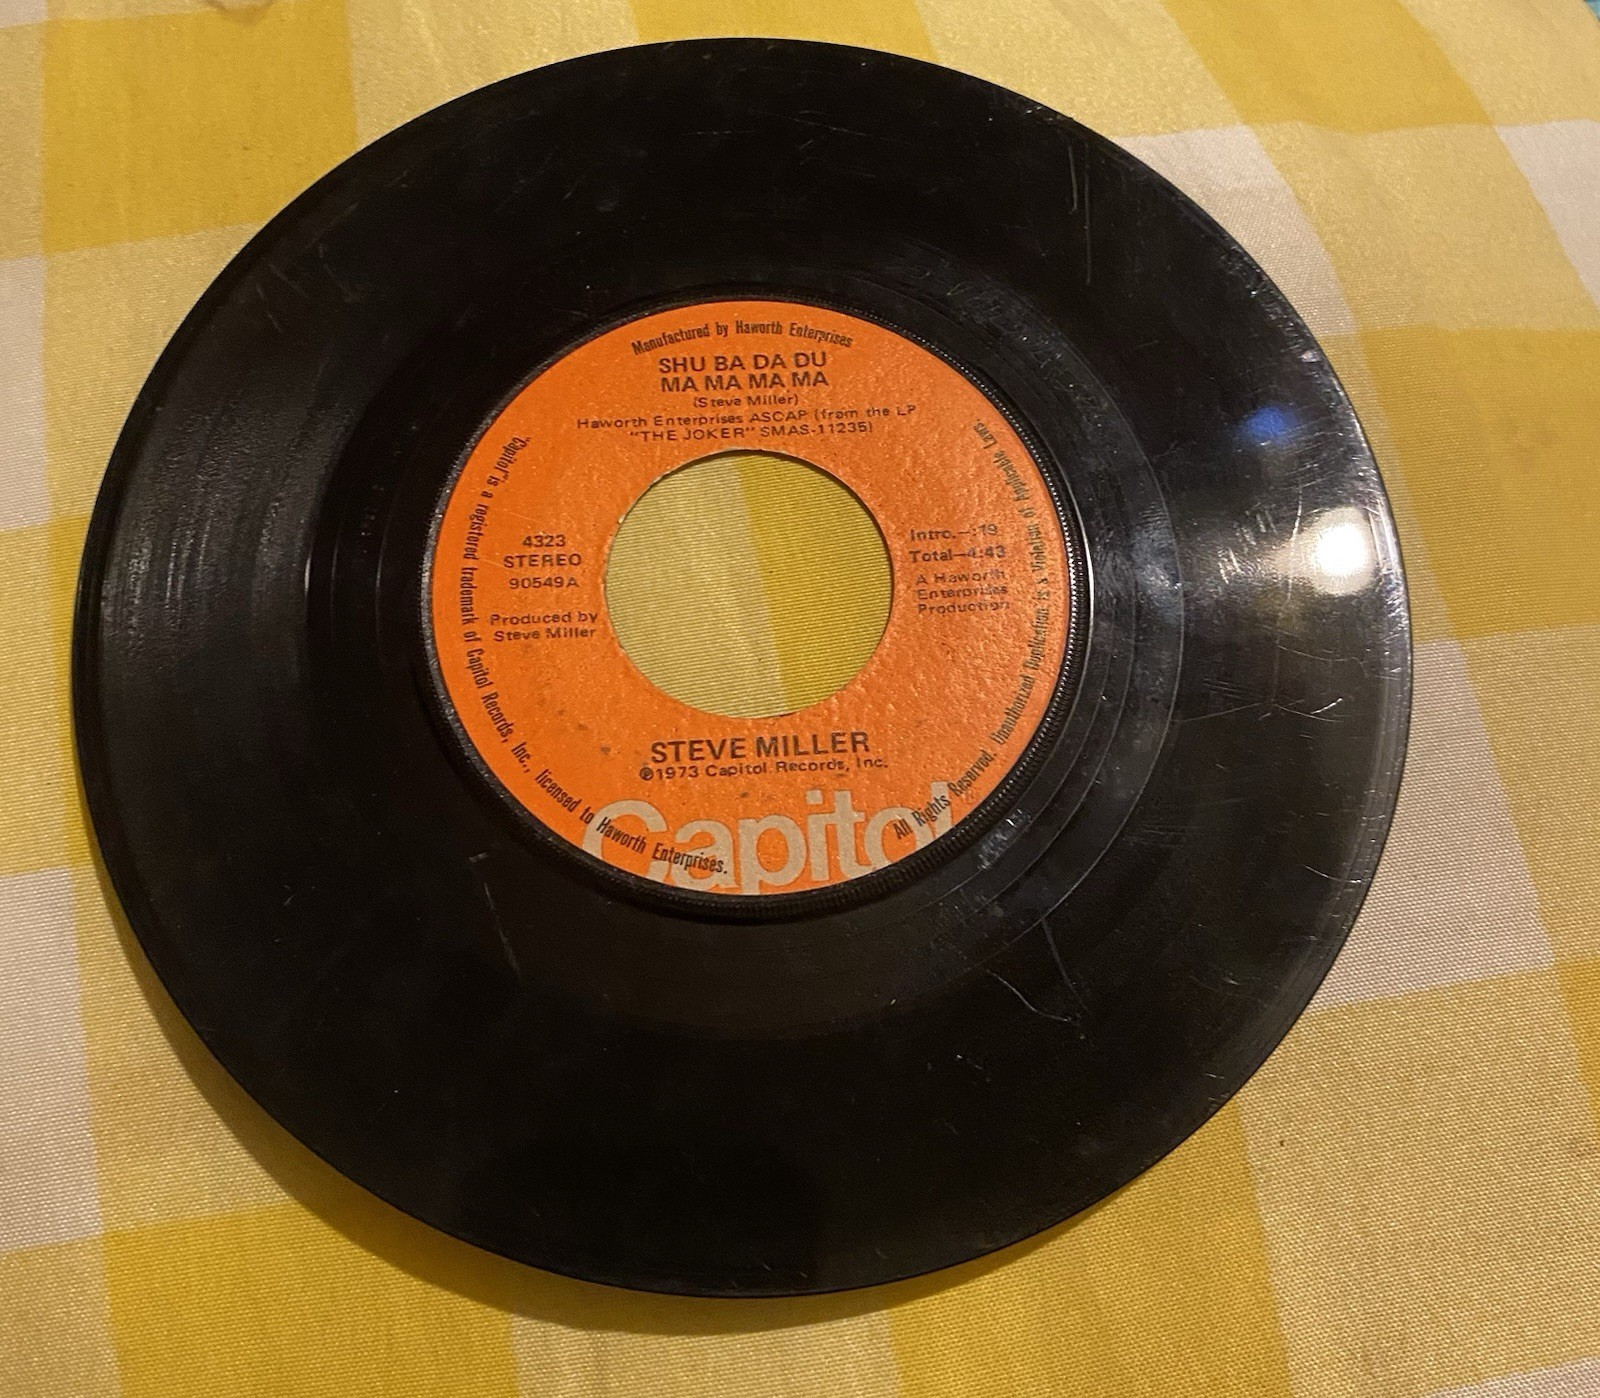 Manufactured by Haworth Enterprises
SHU BA DA DU
MA MA MA MA
(Steve Miller)
Haworth Enterprises ASCAP (from the LP
"THE JOKER" SMAS-11235)
4323
STEREO
90549A
Produced by
Steve Miller
Intro.—:19
Total—4:43
A Haworth
Enterprises
Production
STEVE MILLER
℗1973 Capitol Records, Inc.
Capitol
"Capitol" is a registered trademark of Capitol Records, Inc., licensed to Haworth Enterprises.
All Rights Reserved. Unauthorized Duplication is a Violation of Applicable Laws.